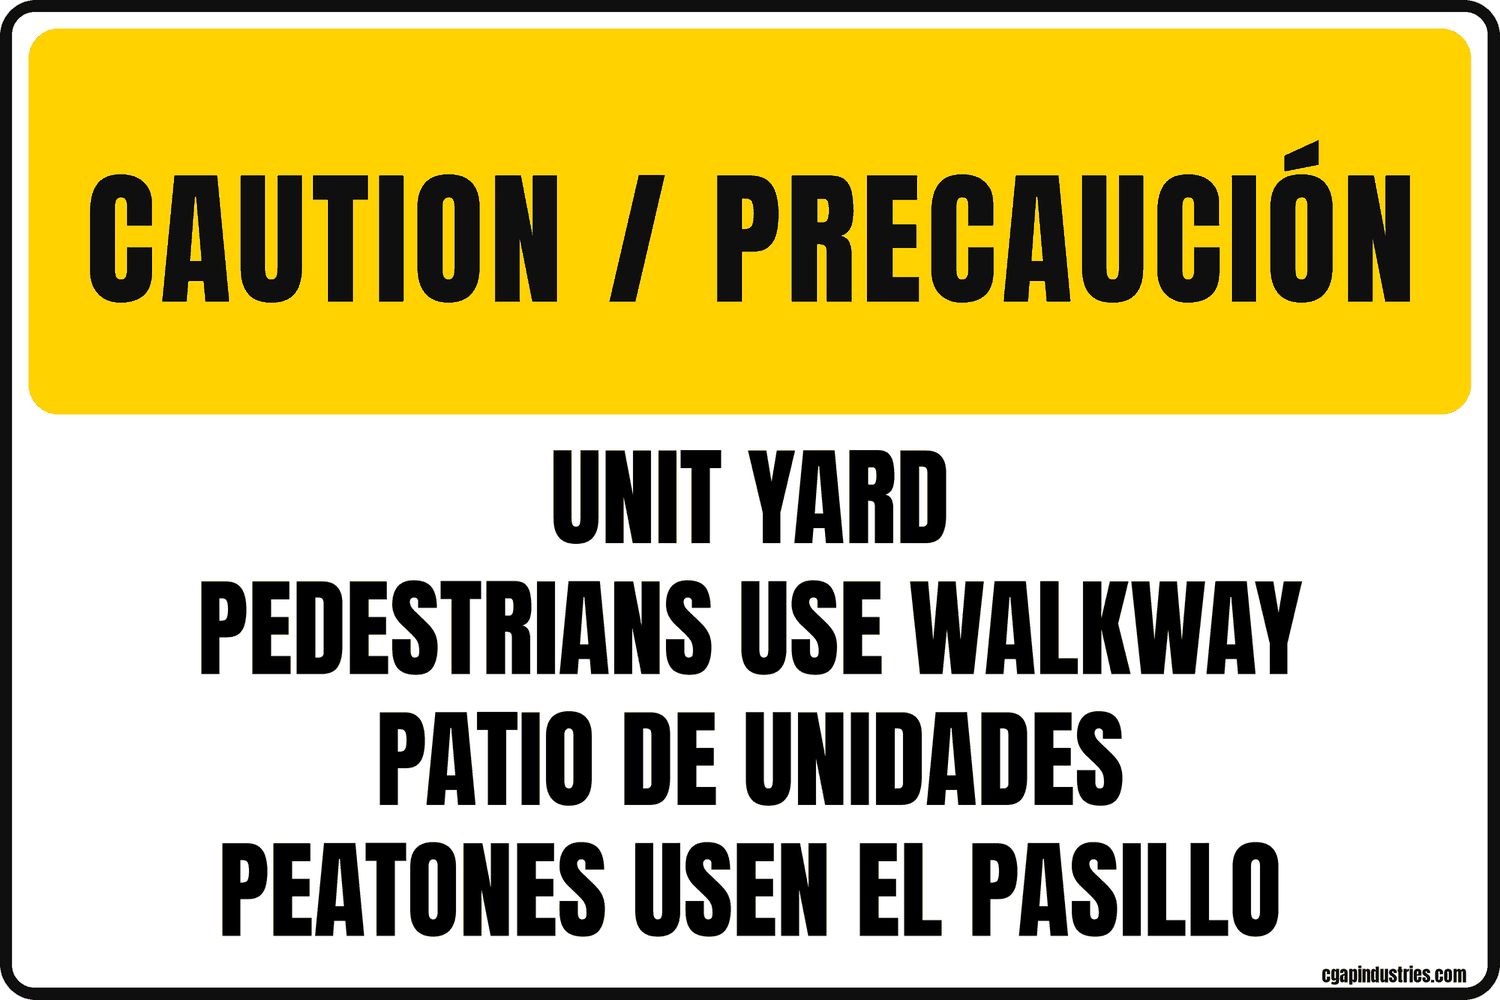 CAUTION / PRECAUCIÓN
UNIT YARD
PEDESTRIANS USE WALKWAY
PATIO DE UNIDADES
PEATONES USEN EL PASILLO
cgapindustries.com